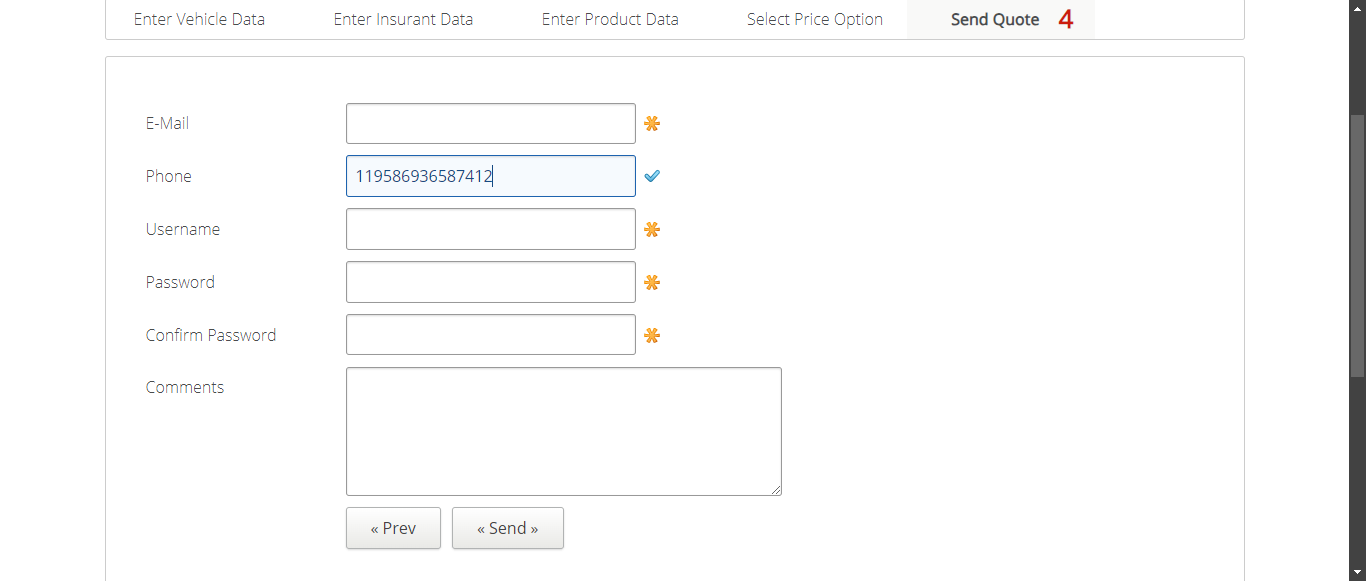 Enter Vehicle Data Enter Insurant Data Enter Product Data Select Price Option Send Quote 4
E-Mail
Phone 119586936587412
Username
Password
Confirm Password
Comments
« Prev « Send »